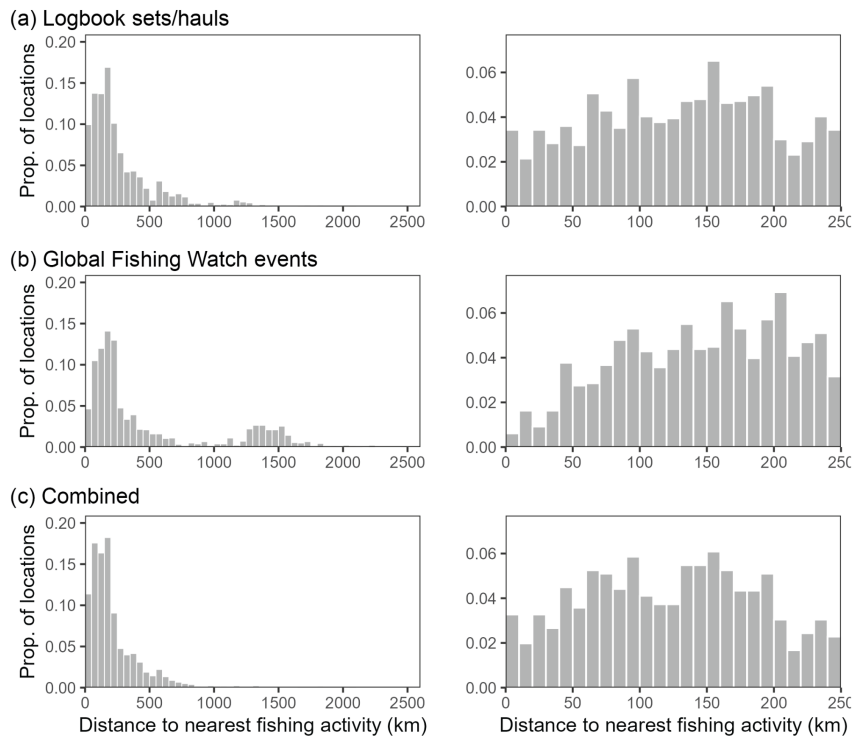 (a) Logbook sets/hauls
Prop. of locations
0.20
0.15
0.10
0.05
0.00
0 500 1000 1500 2000 2500
0.06
0.04
0.02
0.00
0 50 100 150 200 250
(b) Global Fishing Watch events
Prop. of locations
0.20
0.15
0.10
0.05
0.00
0 500 1000 1500 2000 2500
0.06
0.04
0.02
0.00
0 50 100 150 200 250
(c) Combined
Prop. of locations
0.20
0.15
0.10
0.05
0.00
0 500 1000 1500 2000 2500
Distance to nearest fishing activity (km)
0.06
0.04
0.02
0.00
0 50 100 150 200 250
Distance to nearest fishing activity (km)